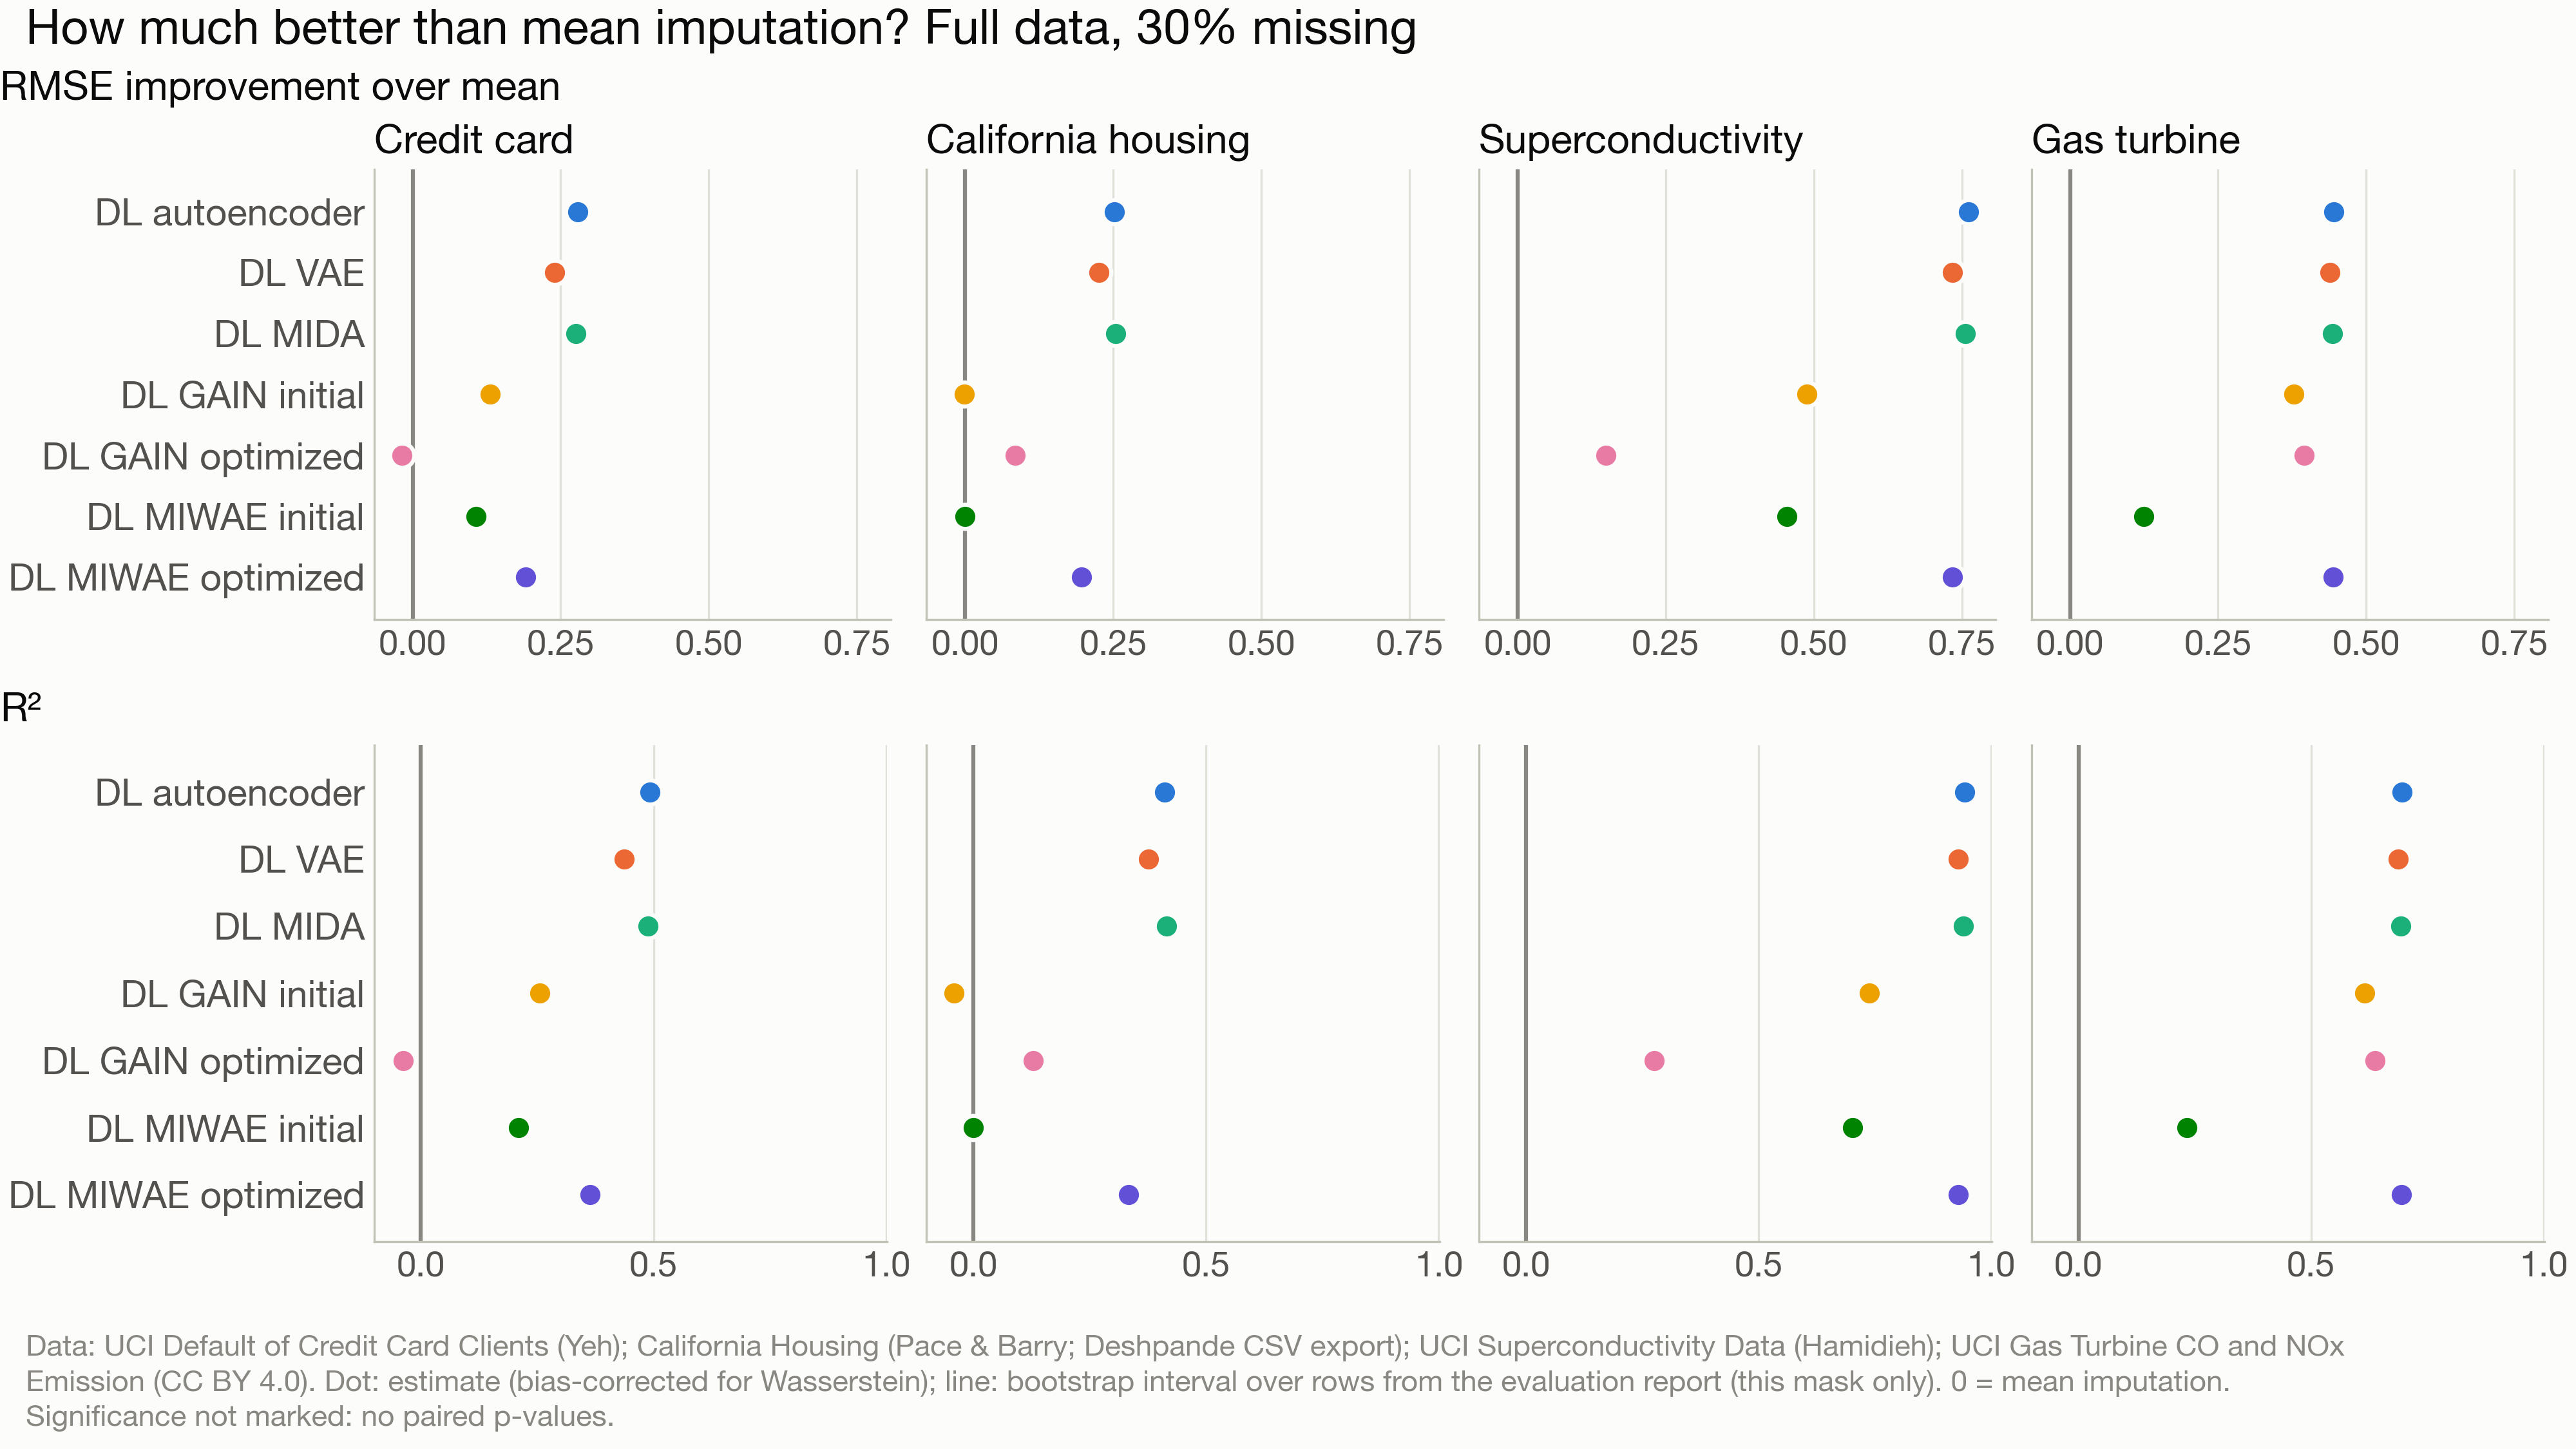 How much better than mean imputation? Full data, 30% missing
RMSE improvement over mean
Credit card
California housing
Superconductivity
Gas turbine
DL autoencoder
DL VAE
DL MIDA
DL GAIN initial
DL GAIN optimized
DL MIWAE initial
DL MIWAE optimized
0.00 0.25 0.50 0.75
0.00 0.25 0.50 0.75
0.00 0.25 0.50 0.75
0.00 0.25 0.50 0.75
R²
DL autoencoder
DL VAE
DL MIDA
DL GAIN initial
DL GAIN optimized
DL MIWAE initial
DL MIWAE optimized
0.0 0.5 1.0
0.0 0.5 1.0
0.0 0.5 1.0
0.0 0.5 1.0
Data: UCI Default of Credit Card Clients (Yeh); California Housing (Pace & Barry; Deshpande CSV export); UCI Superconductivity Data (Hamidieh); UCI Gas Turbine CO and NOx
Emission (CC BY 4.0). Dot: estimate (bias-corrected for Wasserstein); line: bootstrap interval over rows from the evaluation report (this mask only). 0 = mean imputation.
Significance not marked: no paired p-values.